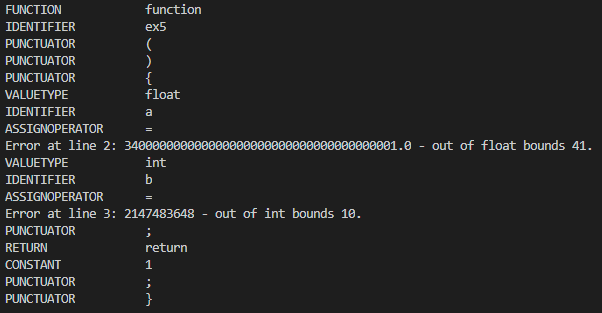 FUNCTION function
IDENTIFIER ex5
PUNCTUATOR (
PUNCTUATOR )
PUNCTUATOR {
VALUETYPE float
IDENTIFIER a
ASSIGNOPERATOR =
Error at line 2: 340000000000000000000000000000000000001.0 - out of float bounds 41.
VALUETYPE int
IDENTIFIER b
ASSIGNOPERATOR =
Error at line 3: 2147483648 - out of int bounds 10.
PUNCTUATOR ;
RETURN return
CONSTANT 1
PUNCTUATOR ;
PUNCTUATOR }